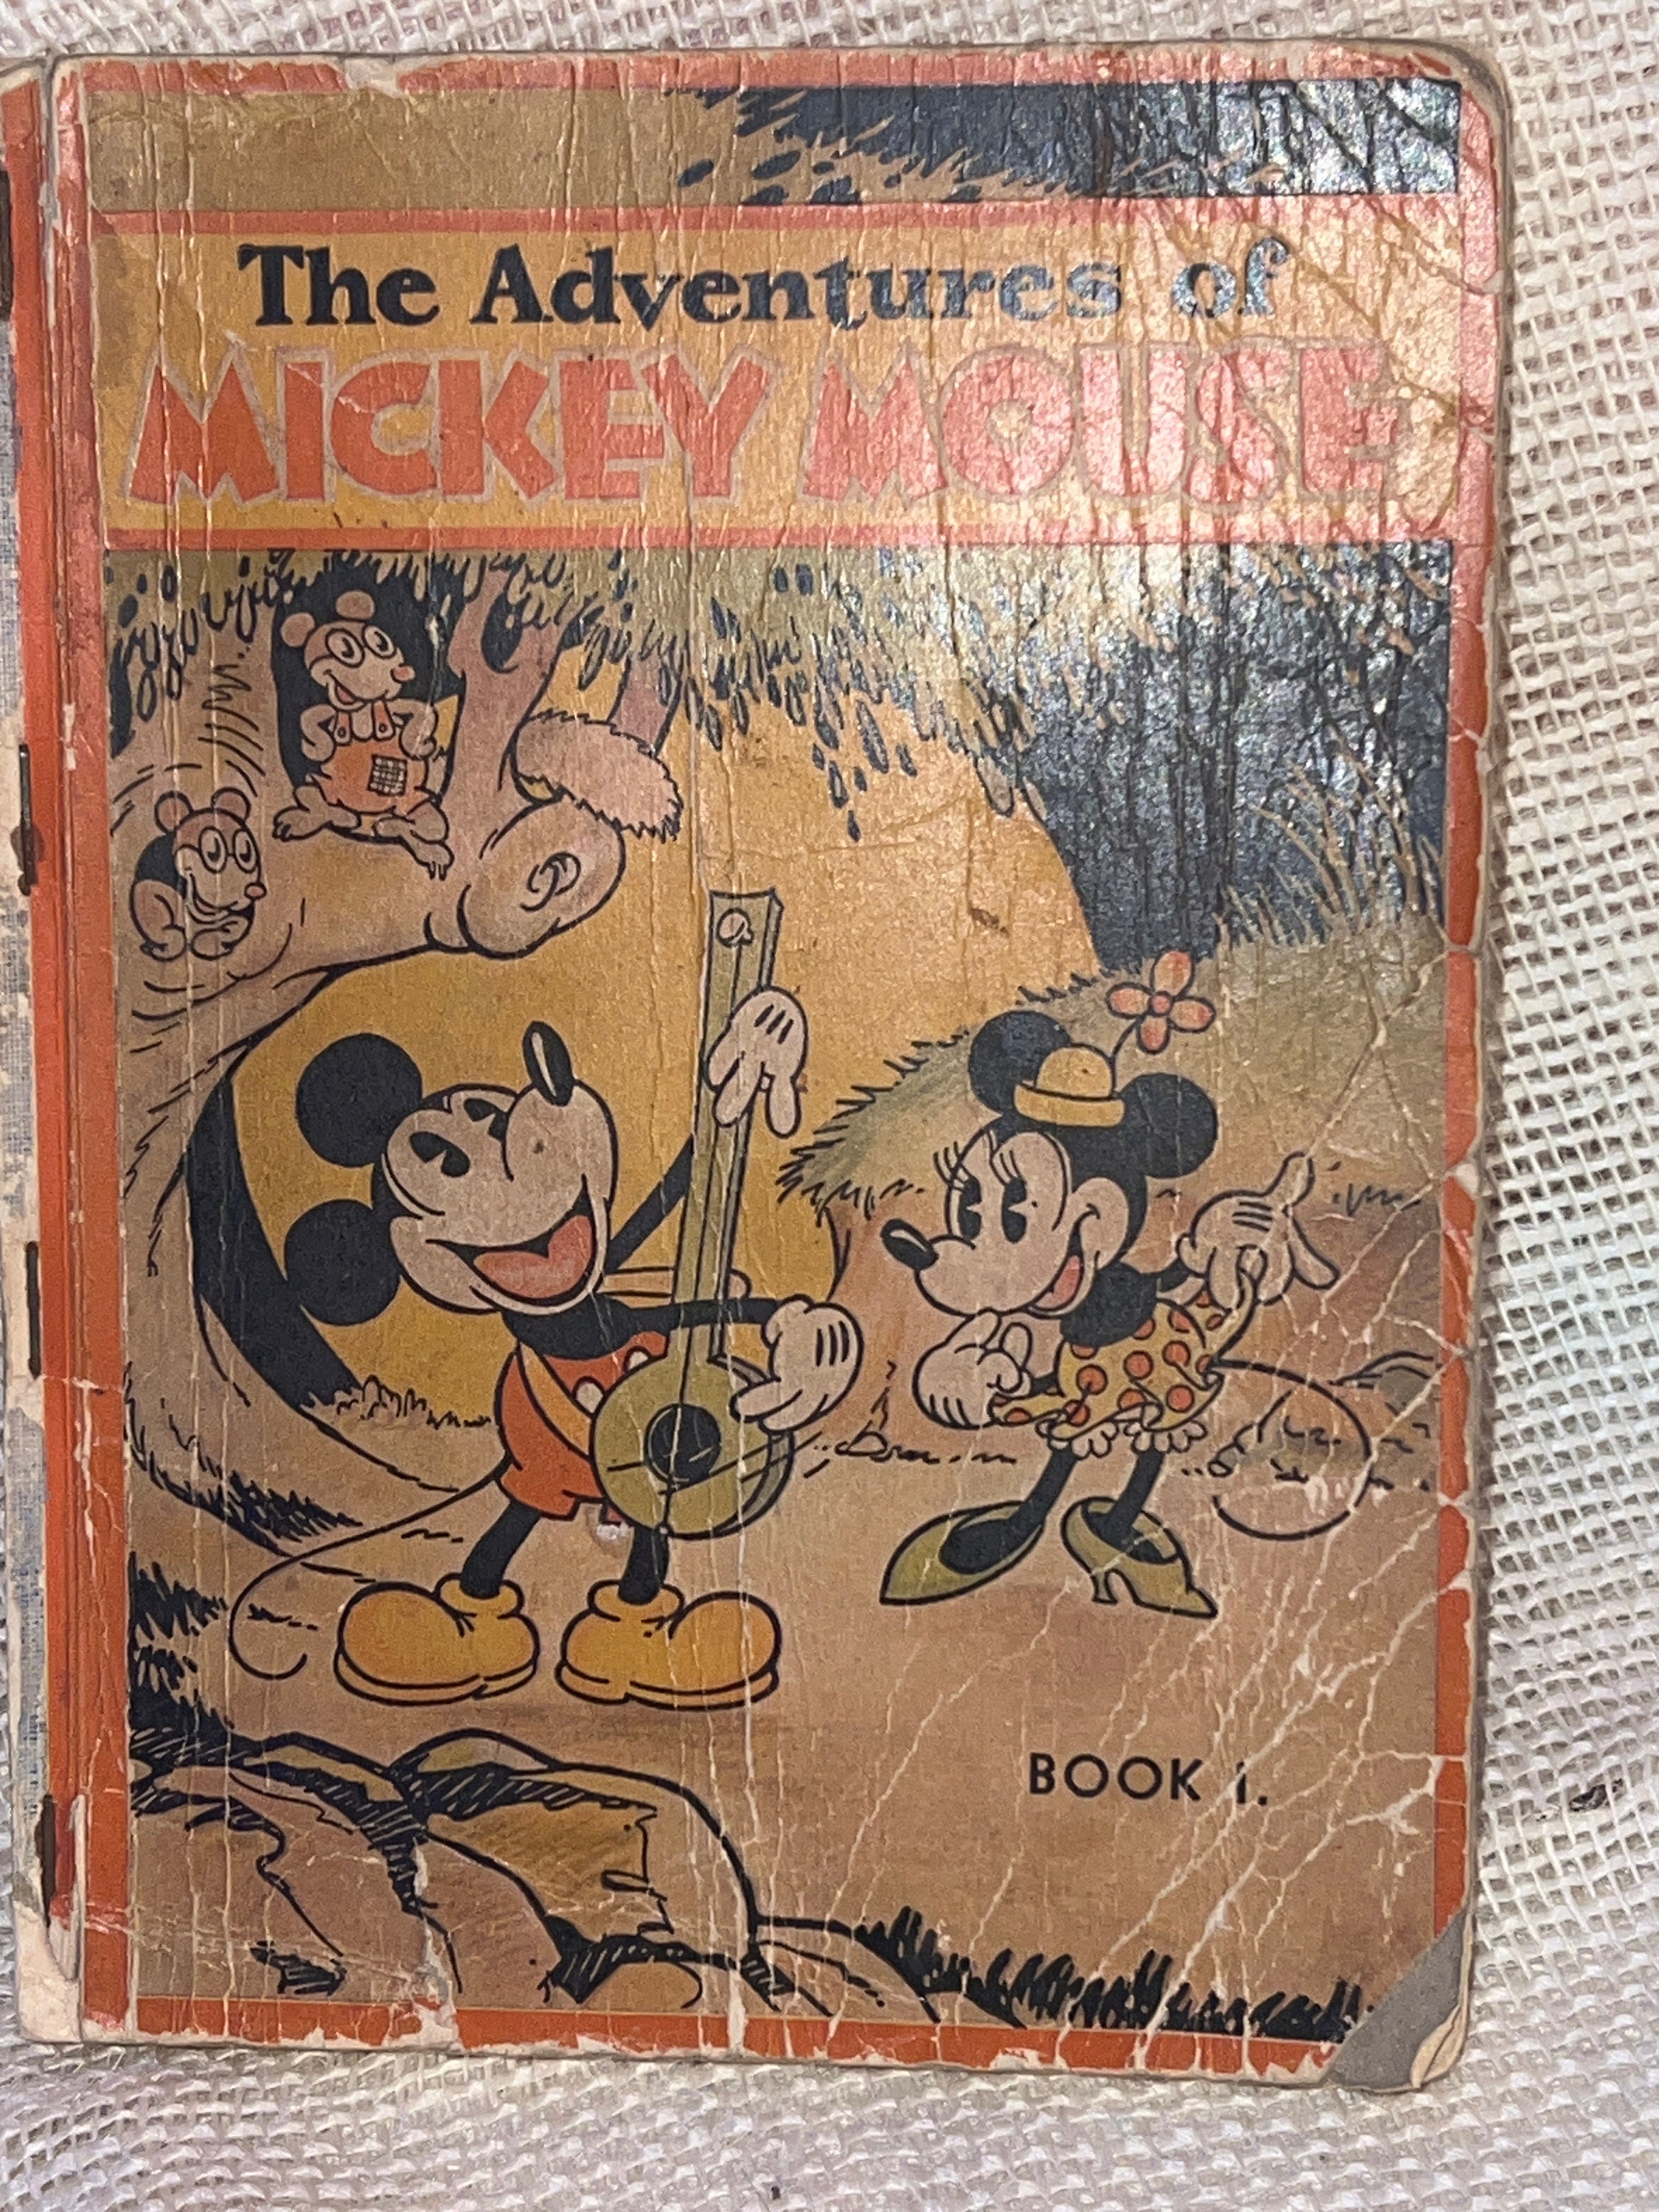 The Adventures of
MICKEY MOUSE
BOOK 1.